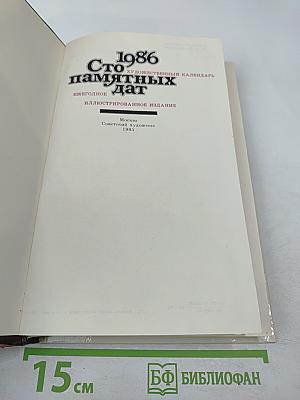 1986
Сто
ХУДОЖЕСТВЕННЫЙ КАЛЕНДАРЬ
памятных
ЕЖЕГОДНОЕ
дат
ИЛЛЮСТРИРОВАННОЕ ИЗДАНИЕ
Москва
Советский художник
1985
15 см
БФ БИБЛИОФАН